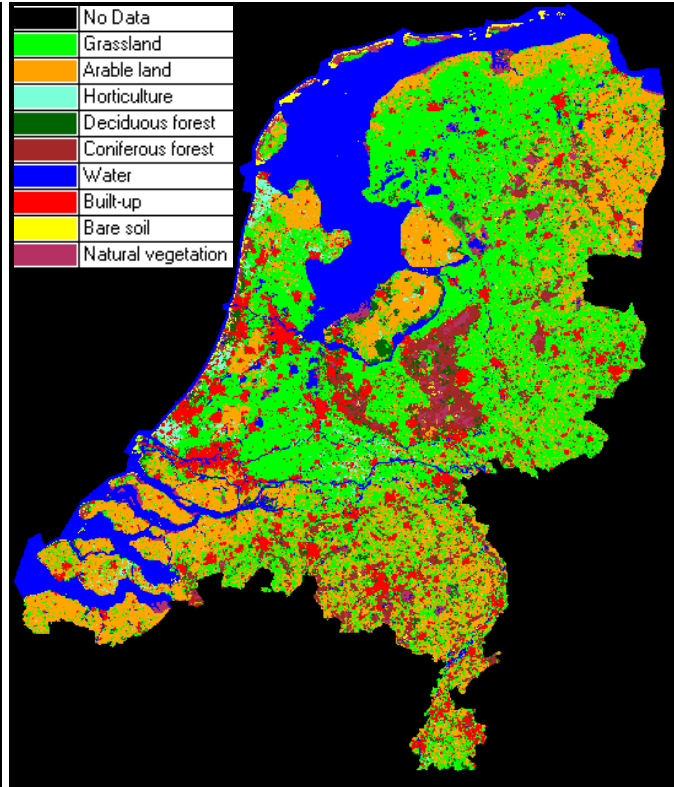 No Data
Grassland
Arable land
Horticulture
Deciduous forest
Coniferous forest
Water
Built-up
Bare soil
Natural vegetation